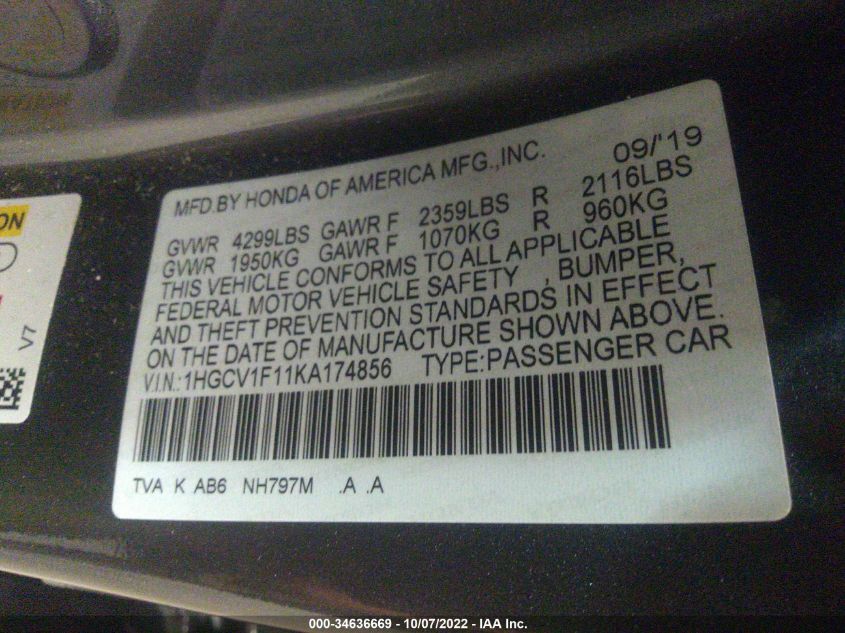 MFD.BY HONDA OF AMERICA MFG.,INC. 09/'19
GVWR 4299LBS GAWR F 2359LBS R 2116LBS
GVWR 1950KG GAWR F 1070KG R 960KG
THIS VEHICLE CONFORMS TO ALL APPLICABLE
FEDERAL MOTOR VEHICLE SAFETY , BUMPER,
AND THEFT PREVENTION STANDARDS IN EFFECT
ON THE DATE OF MANUFACTURE SHOWN ABOVE.
V.I.N.:1HGCV1F11KA174856 TYPE:PASSENGER CAR
TVA K AB6 NH797M .A .A
ON
V7
000-34636669 - 10/07/2022 - IAA Inc.